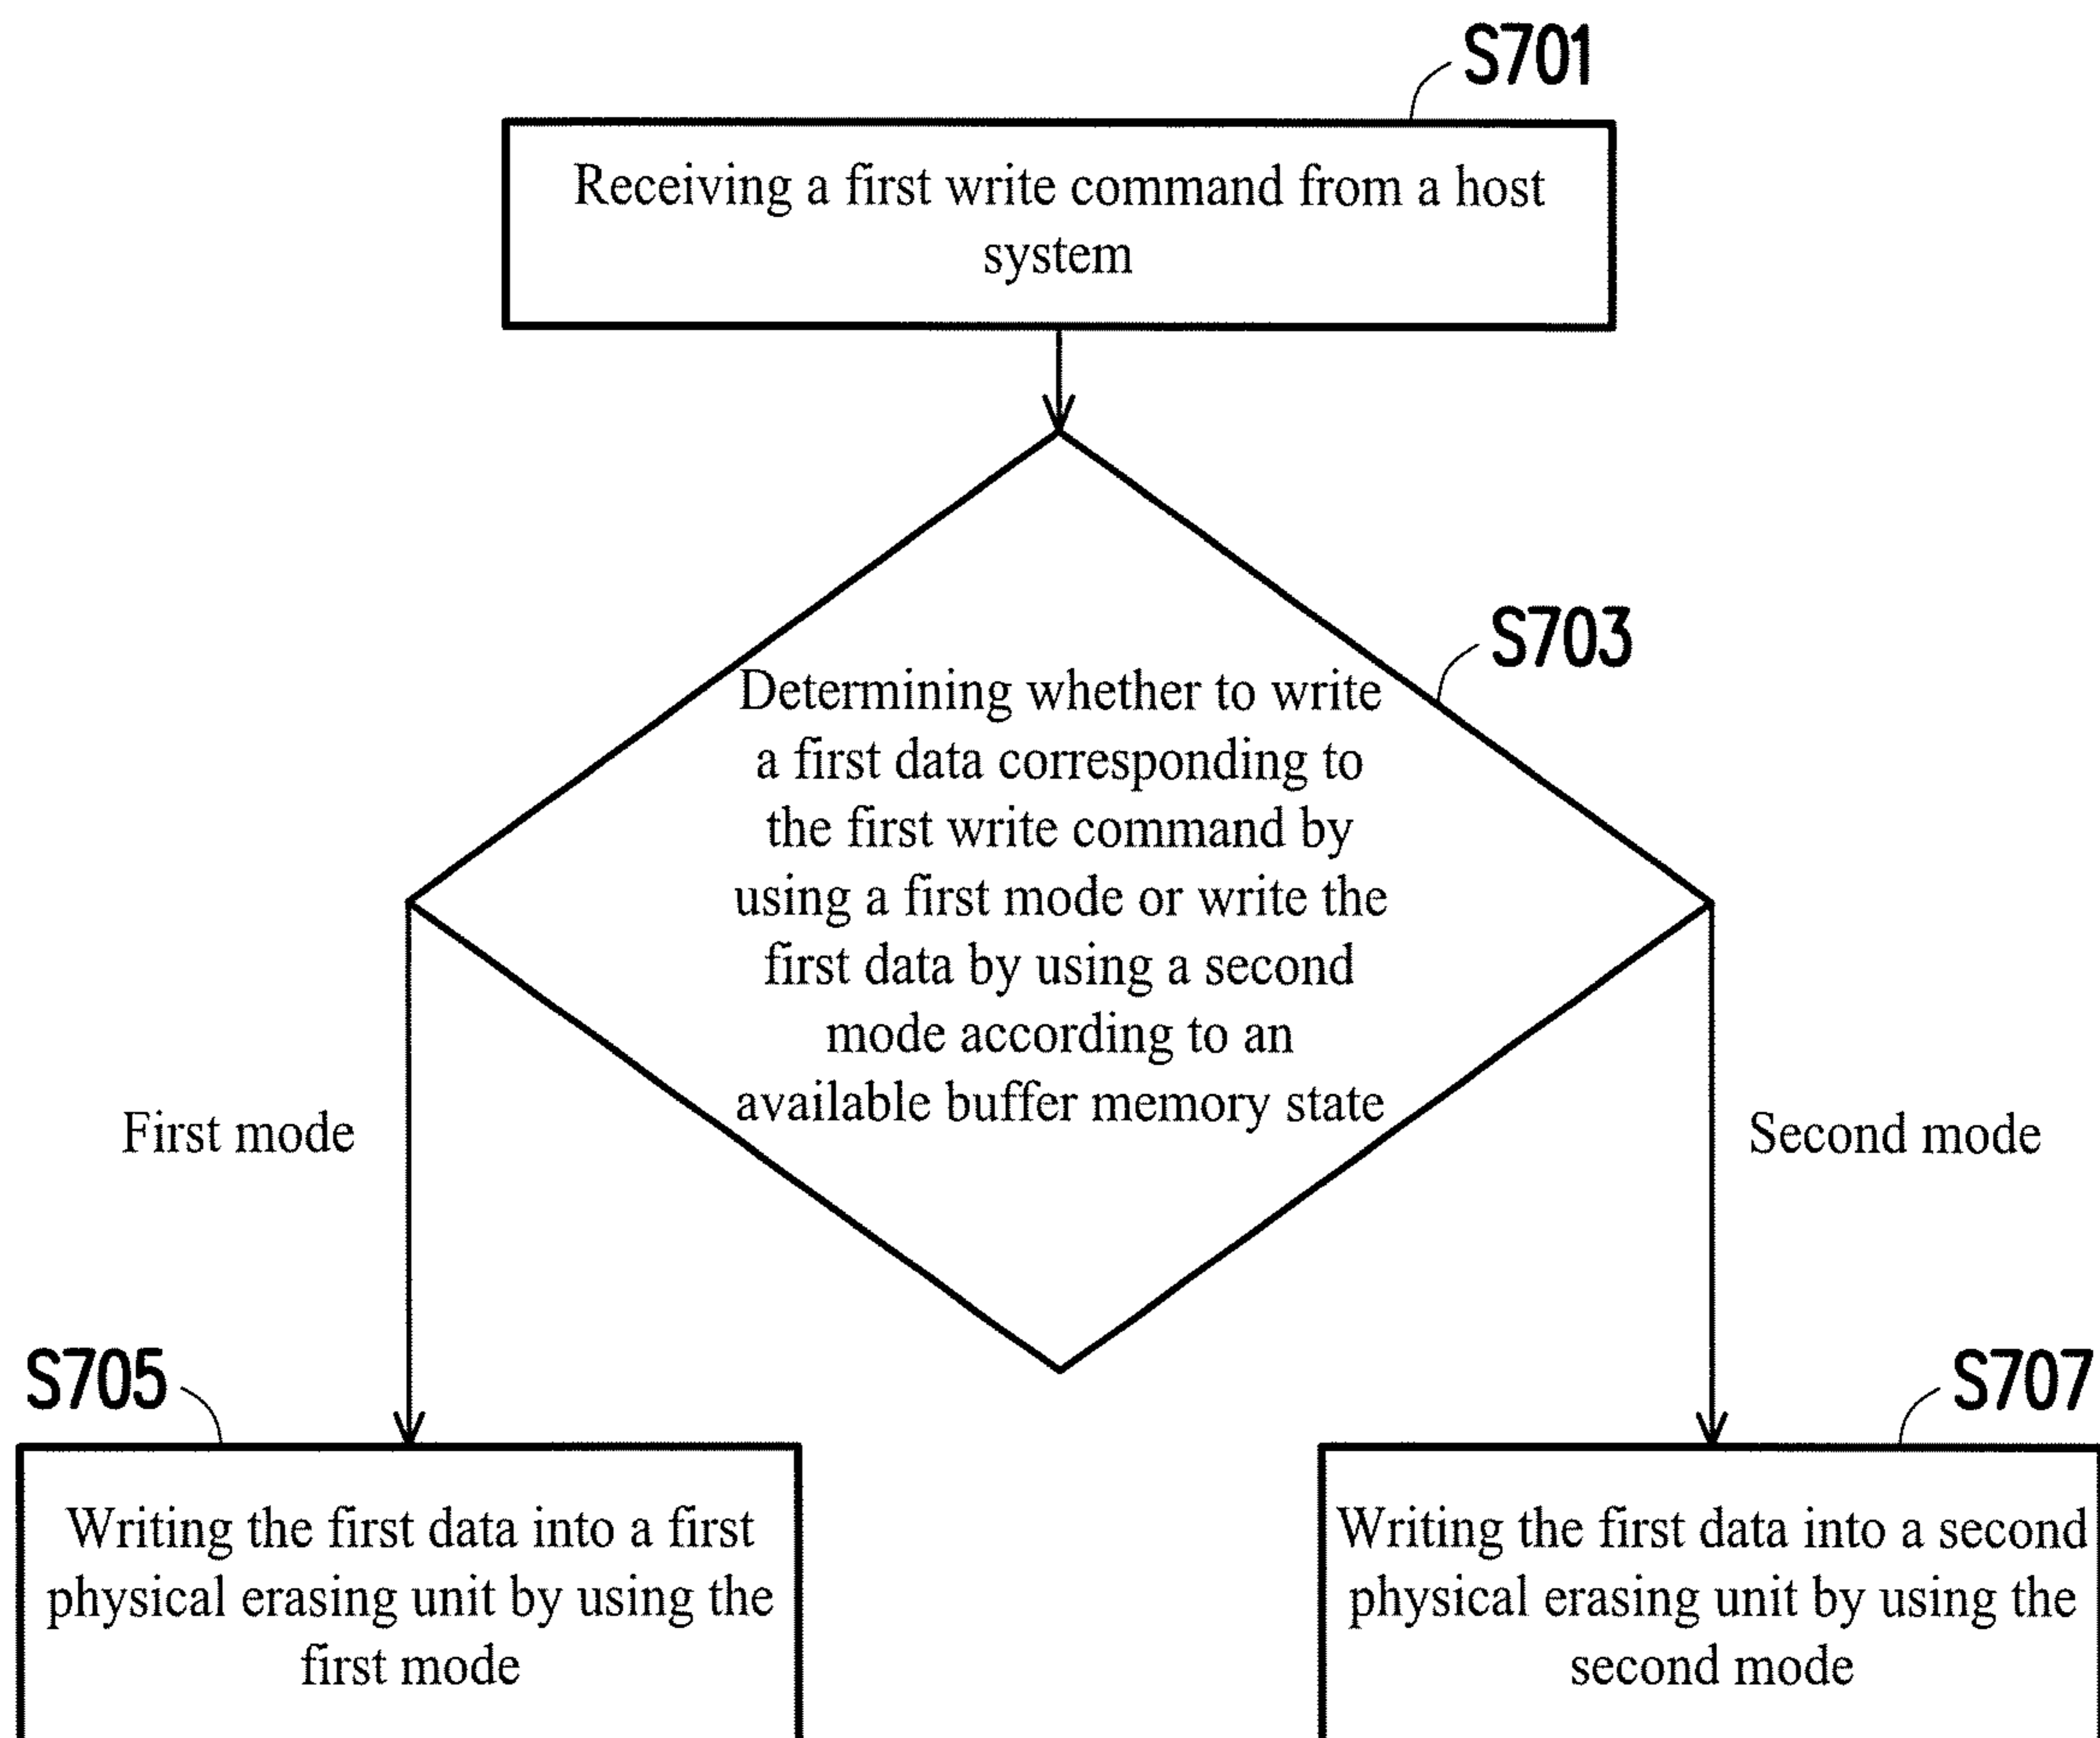 S701
Receiving a first write command from a host
system
S703
Determining whether to write
a first data corresponding to
the first write command by
using a first mode or write the
first data by using a second
mode according to an
available buffer memory state
First mode
Second mode
S705
Writing the first data into a first
physical erasing unit by using the
first mode
S707
Writing the first data into a second
physical erasing unit by using the
second mode